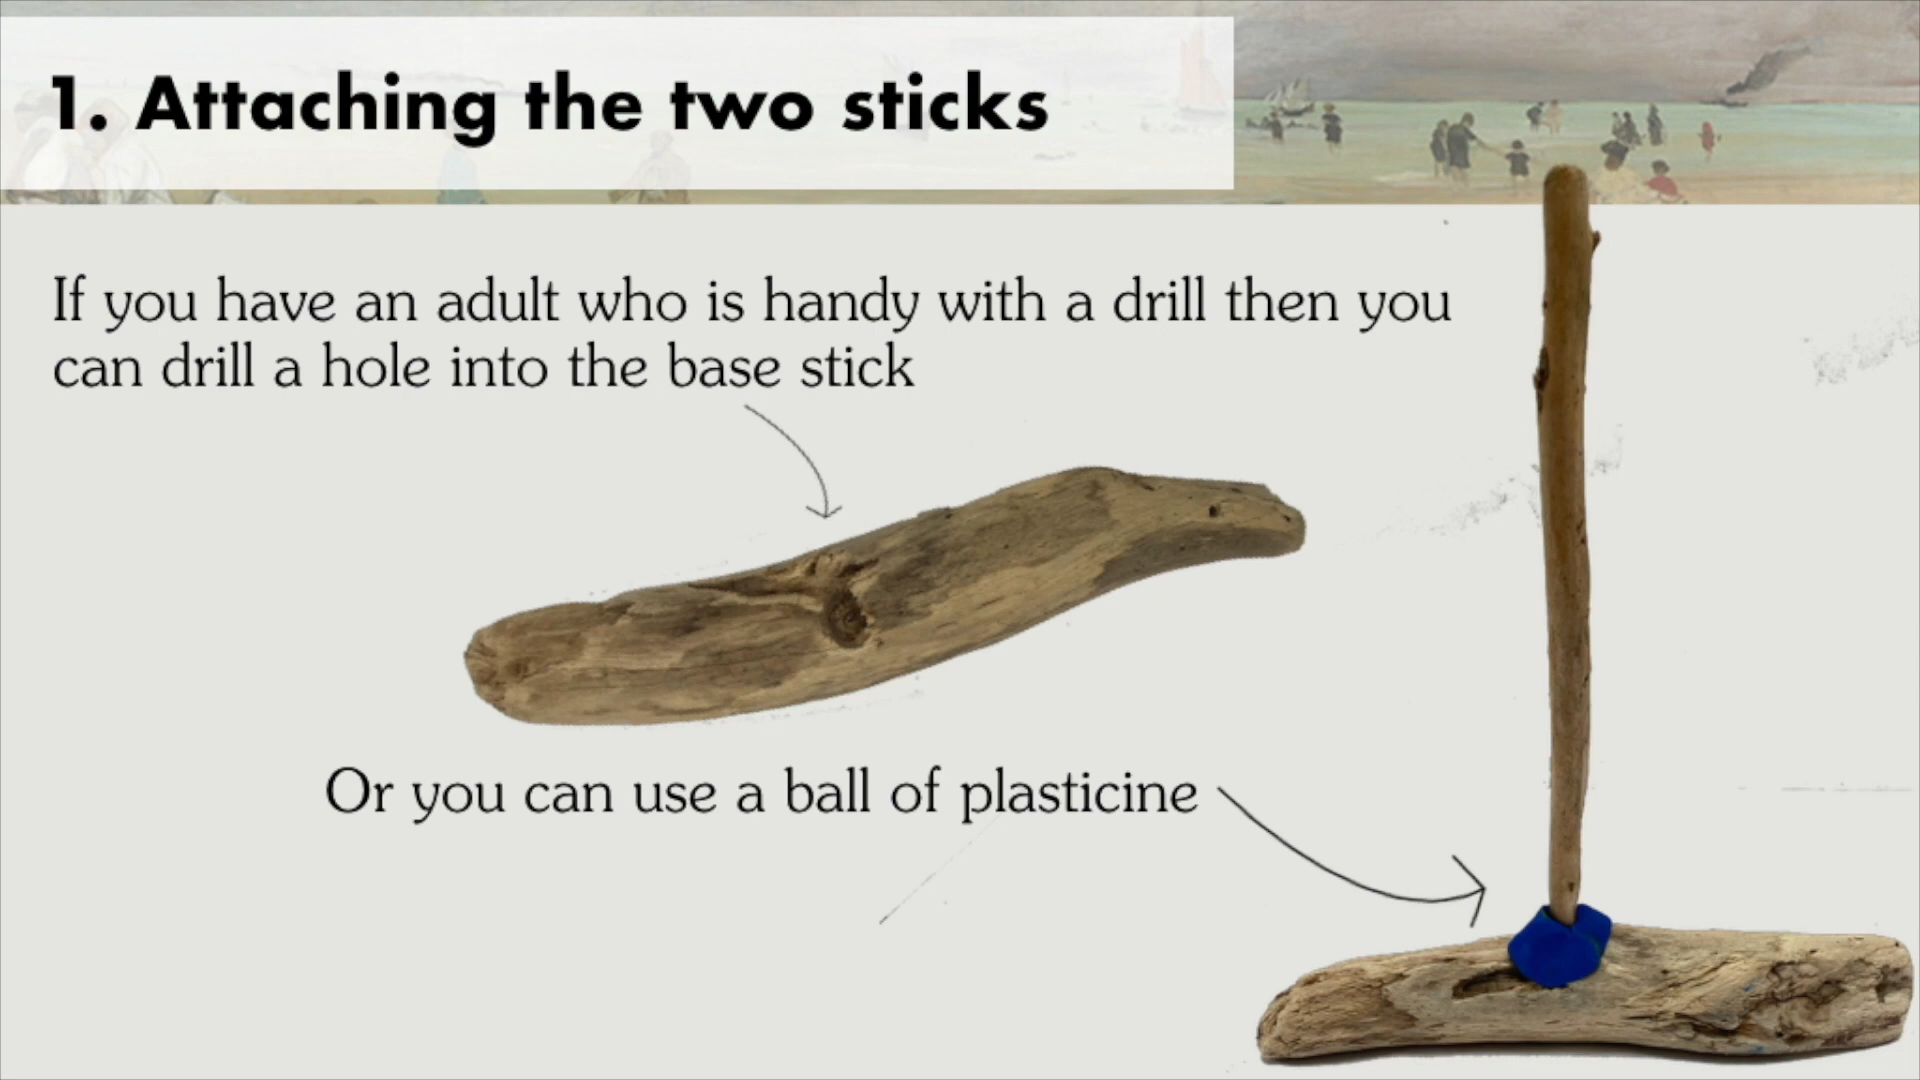 1. Attaching the two sticks
If you have an adult who is handy with a drill then you
can drill a hole into the base stick
Or you can use a ball of plasticine